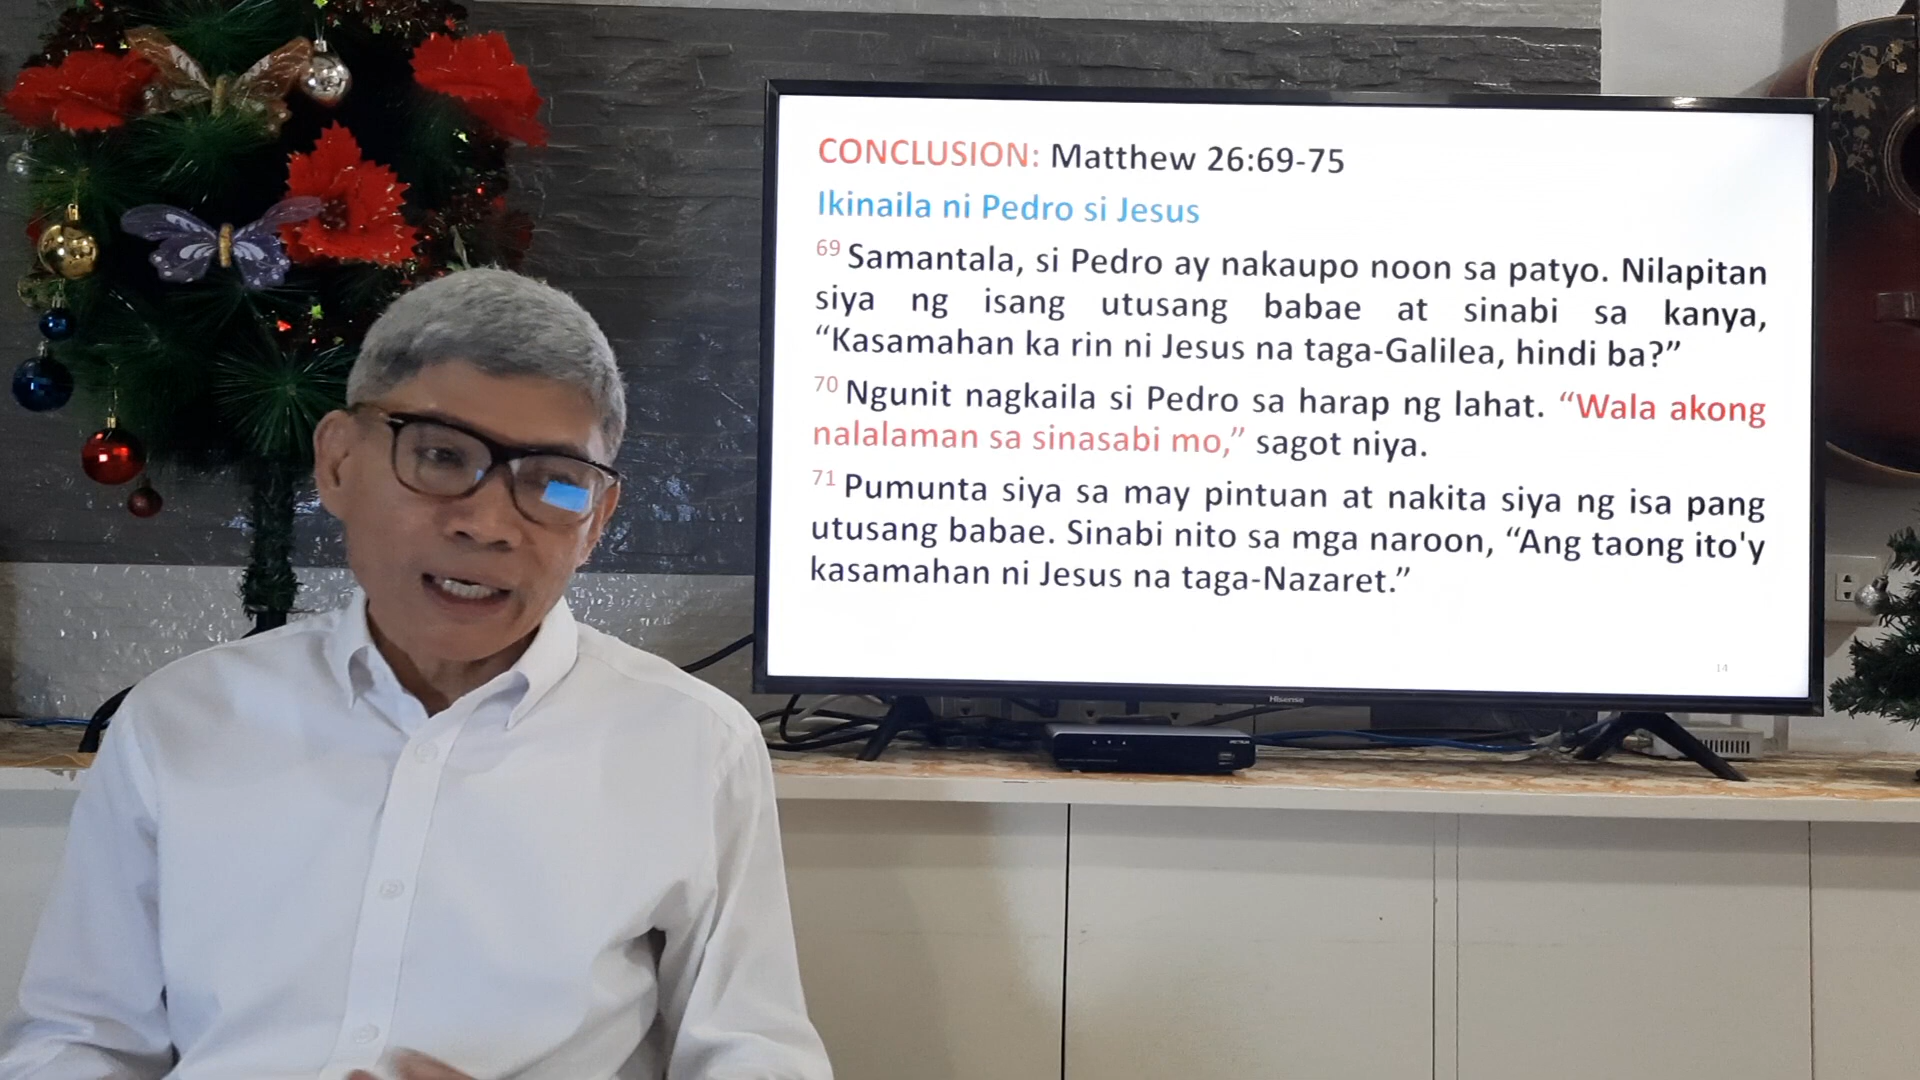 CONCLUSION: Matthew 26:69-75
Ikinaila ni Pedro si Jesus
69 Samantala, si Pedro ay nakaupo noon sa patyo. Nilapitan
siya ng isang utusang babae at sinabi sa kanya,
“Kasamahan ka rin ni Jesus na taga-Galilea, hindi ba?”
70 Ngunit nagkaila si Pedro sa harap ng lahat. “Wala akong
nalalaman sa sinasabi mo,” sagot niya.
71 Pumunta siya sa may pintuan at nakita siya ng isa pang
utusang babae. Sinabi nito sa mga naroon, “Ang taong ito'y
kasamahan ni Jesus na taga-Nazaret.”
14
Hisense